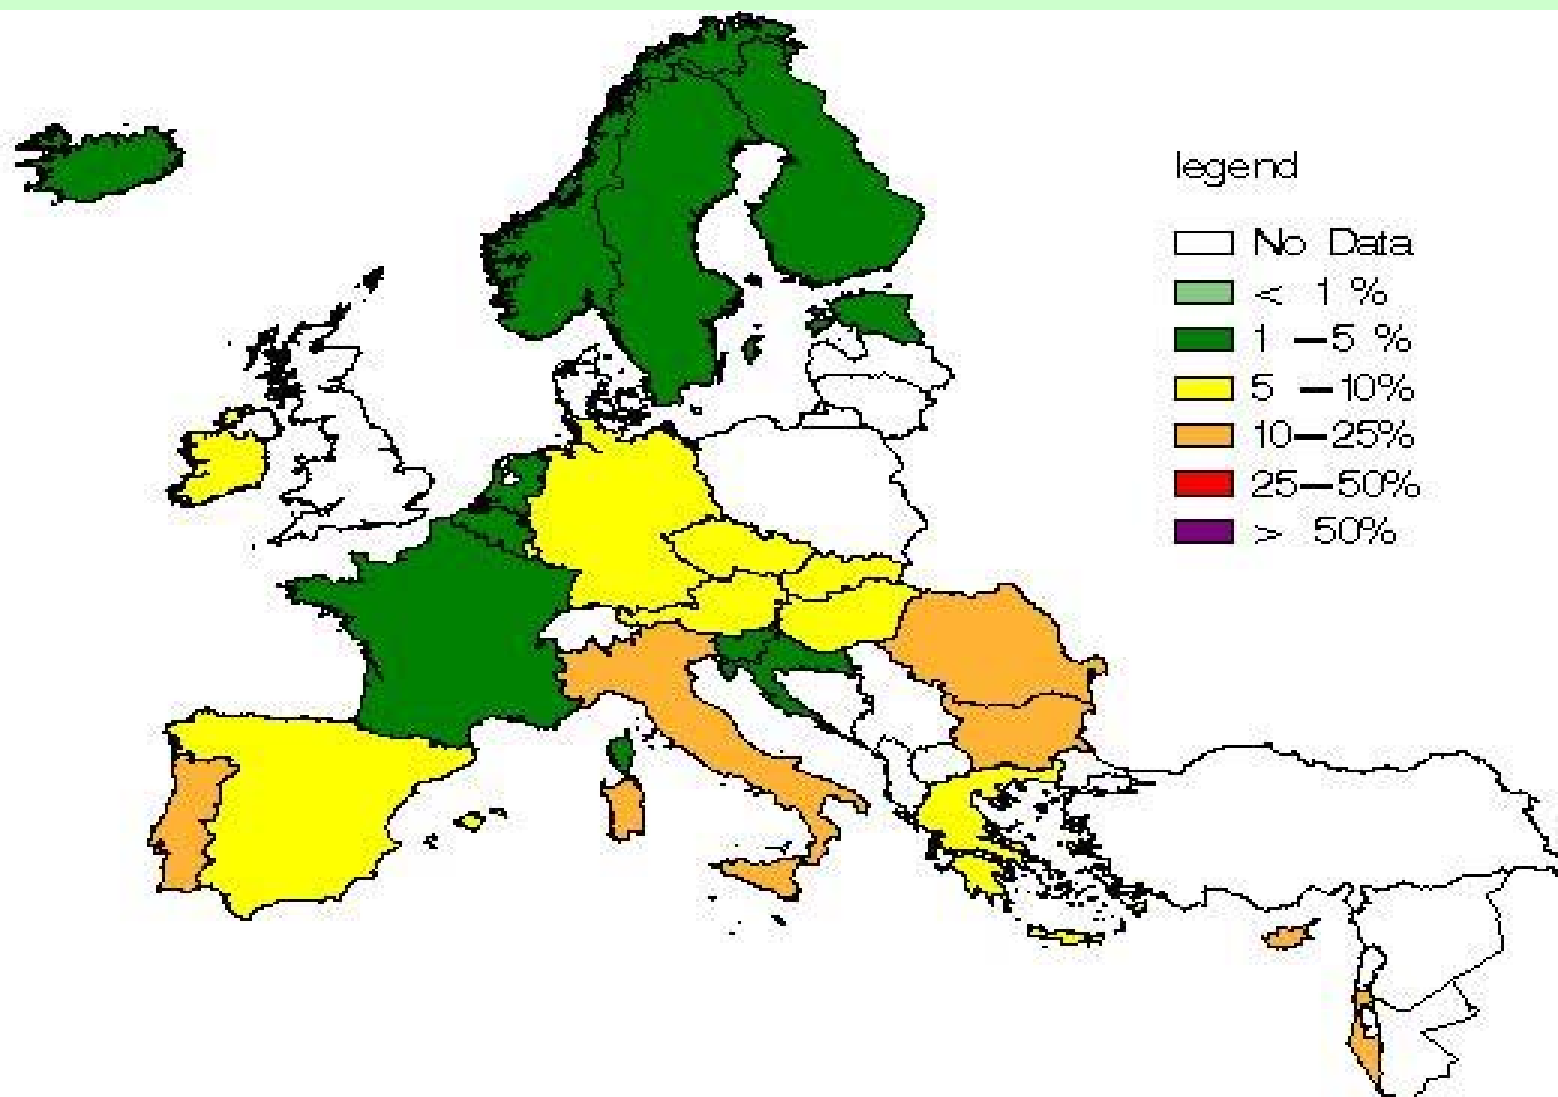 legend
No Data
< 1 %
1 –5 %
5 –10%
10–25%
25–50%
> 50%